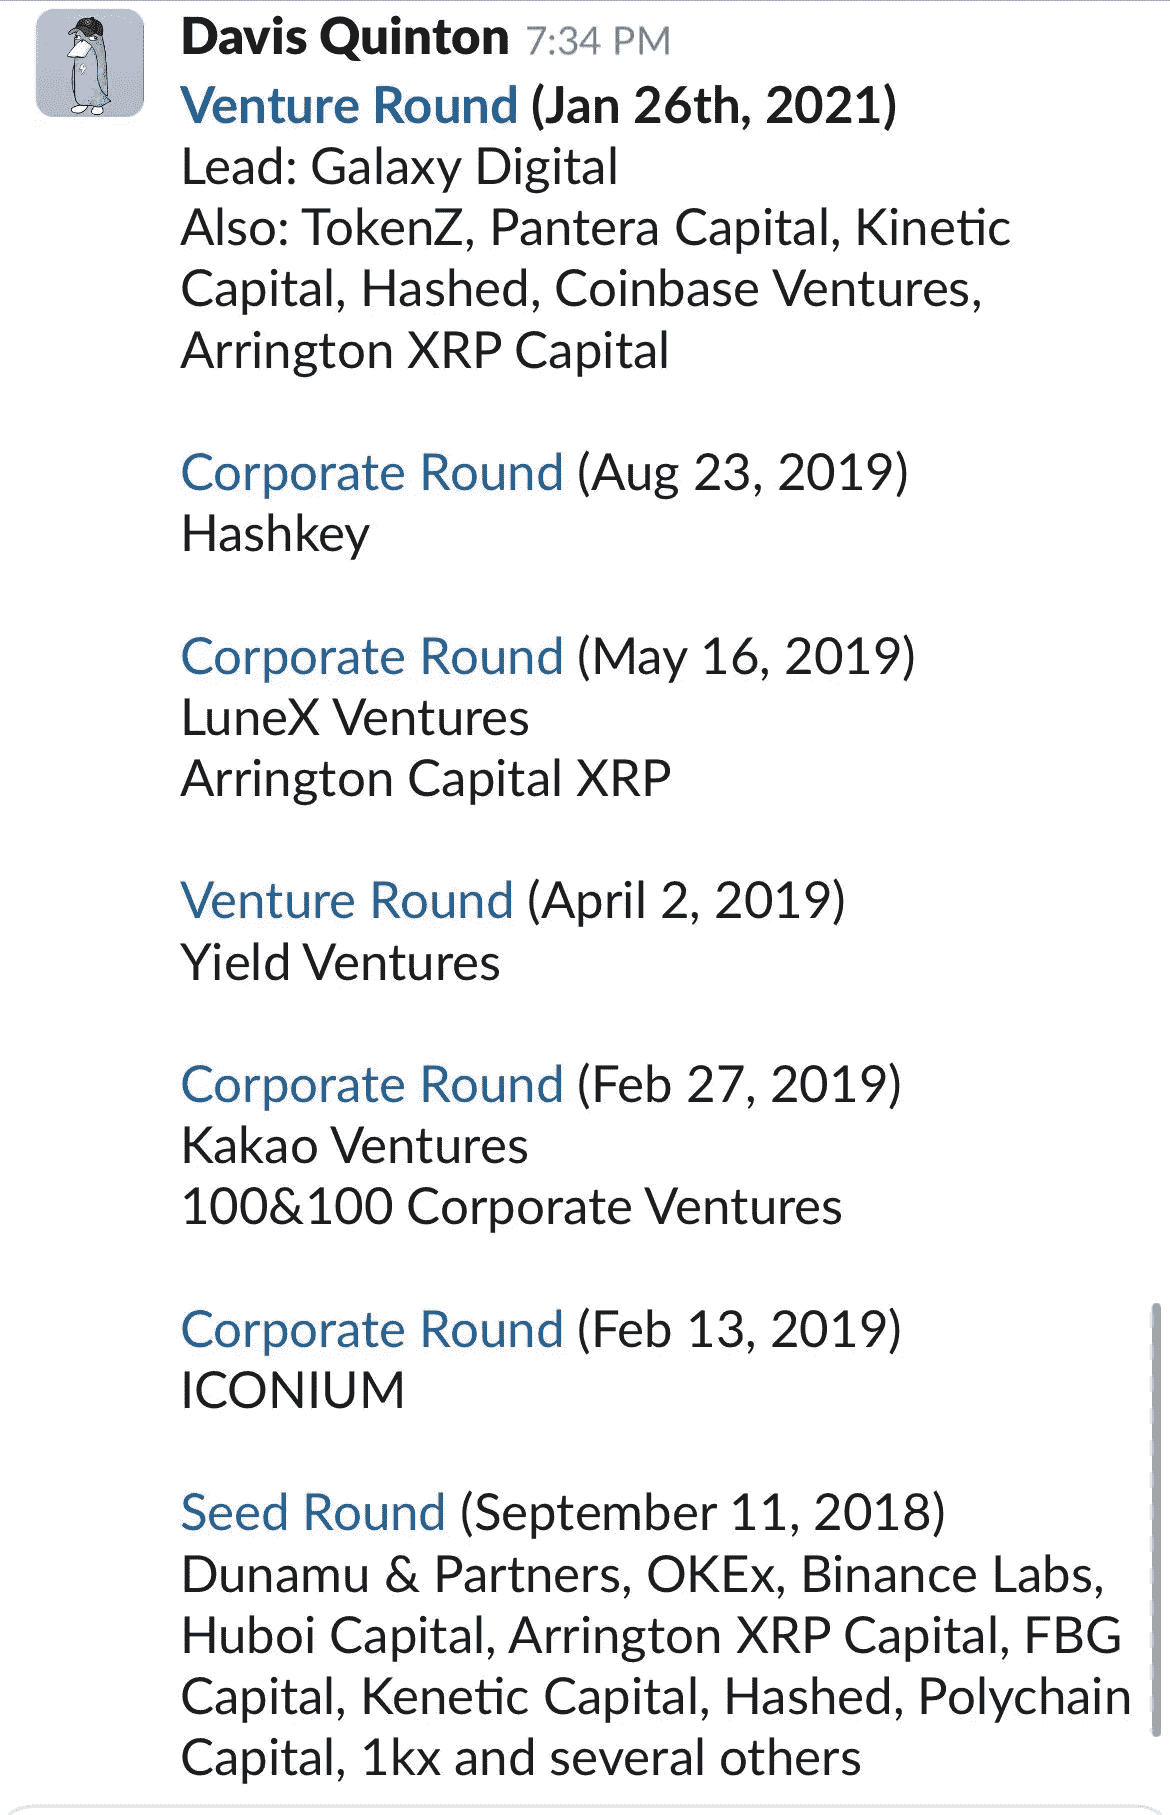 Davis Quinton 7:34 PM
Venture Round (Jan 26th, 2021)
Lead: Galaxy Digital
Also: TokenZ, Pantera Capital, Kinetic
Capital, Hashed, Coinbase Ventures,
Arrington XRP Capital
Corporate Round (Aug 23, 2019)
Hashkey
Corporate Round (May 16, 2019)
LuneX Ventures
Arrington Capital XRP
Venture Round (April 2, 2019)
Yield Ventures
Corporate Round (Feb 27, 2019)
Kakao Ventures
100&100 Corporate Ventures
Corporate Round (Feb 13, 2019)
ICONIUM
Seed Round (September 11, 2018)
Dunamu & Partners, OKEx, Binance Labs,
Huboi Capital, Arrington XRP Capital, FBG
Capital, Kenetic Capital, Hashed, Polychain
Capital, 1kx and several others